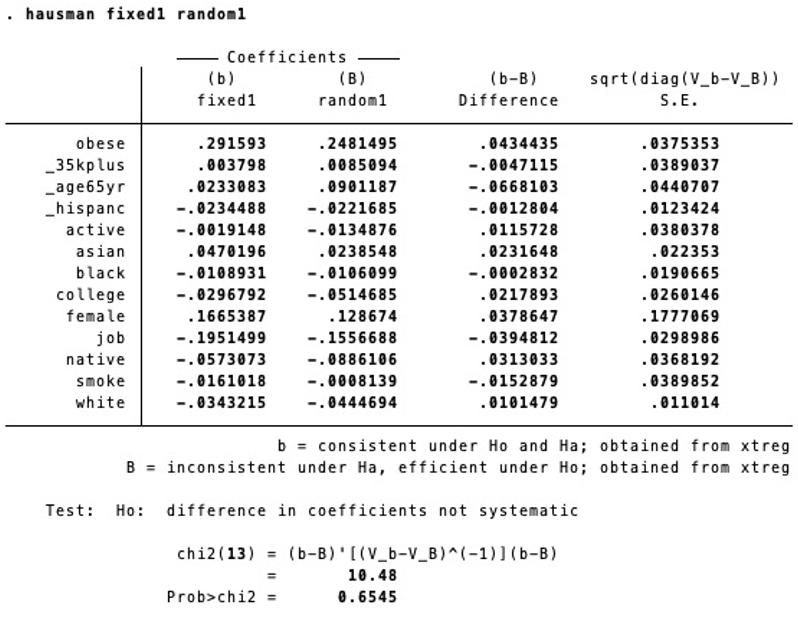 . hausman fixed1 random1
Coefficients
(b) (B) (b-B) sqrt(diag(V_b-V_B))
fixed1 random1 Difference S.E.
obese .291593 .2481495 .0434435 .0375353
_35kplus .003798 .0085094 -.0047115 .0389037
_age65yr .0233083 .0901187 -.0668103 .0440707
_hispanc -.0234488 -.0221685 -.0012804 .0123424
active -.0019148 -.0134876 .0115728 .0380378
asian .0470196 .0238548 .0231648 .022353
black -.0108931 -.0106099 -.0002832 .0190665
college -.0296792 -.0514685 .0217893 .0260146
female .1665387 .128674 .0378647 .1777069
job -.1951499 -.1556688 -.0394812 .0298986
native -.0573073 -.0886106 .0313033 .0368192
smoke -.0161018 -.0008139 -.0152879 .0389852
white -.0343215 -.0444694 .0101479 .011014
b = consistent under Ho and Ha; obtained from xtreg
B = inconsistent under Ha, efficient under Ho; obtained from xtreg
Test: Ho: difference in coefficients not systematic
chi2(13) = (b-B)'[(V_b-V_B)^(-1)](b-B)
= 10.48
Prob>chi2 = 0.6545